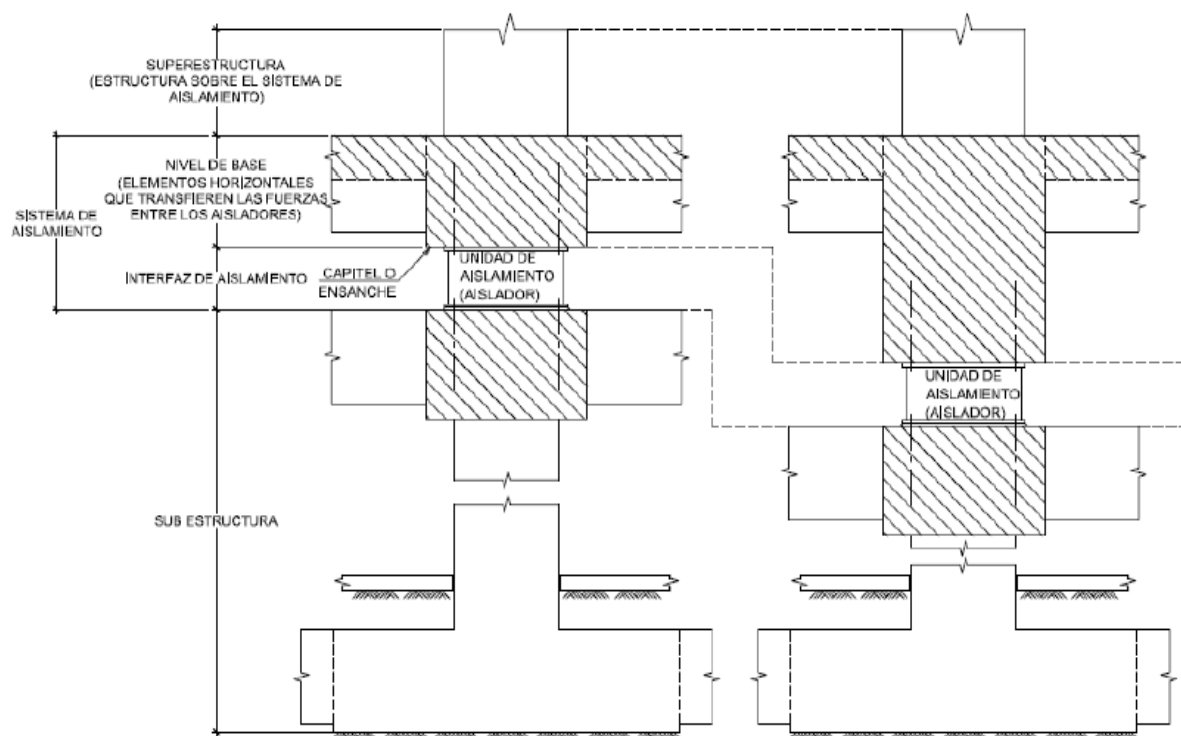 SUPERESTRUCTURA
(ESTRUCTURA SOBRE EL SISTEMA DE
AISLAMIENTO)
NIVEL DE BASE
(ELEMENTOS HORIZONTALES
QUE TRANSFIEREN LAS FUERZAS
ENTRE LOS AISLADORES)
SISTEMA DE
AISLAMIENTO
INTERFAZ DE AISLAMIENTO
CAPITEL O
ENSANCHE
UNIDAD DE
AISLAMIENTO
(AISLADOR)
UNIDAD DE
AISLAMIENTO
(AISLADOR)
SUB ESTRUCTURA